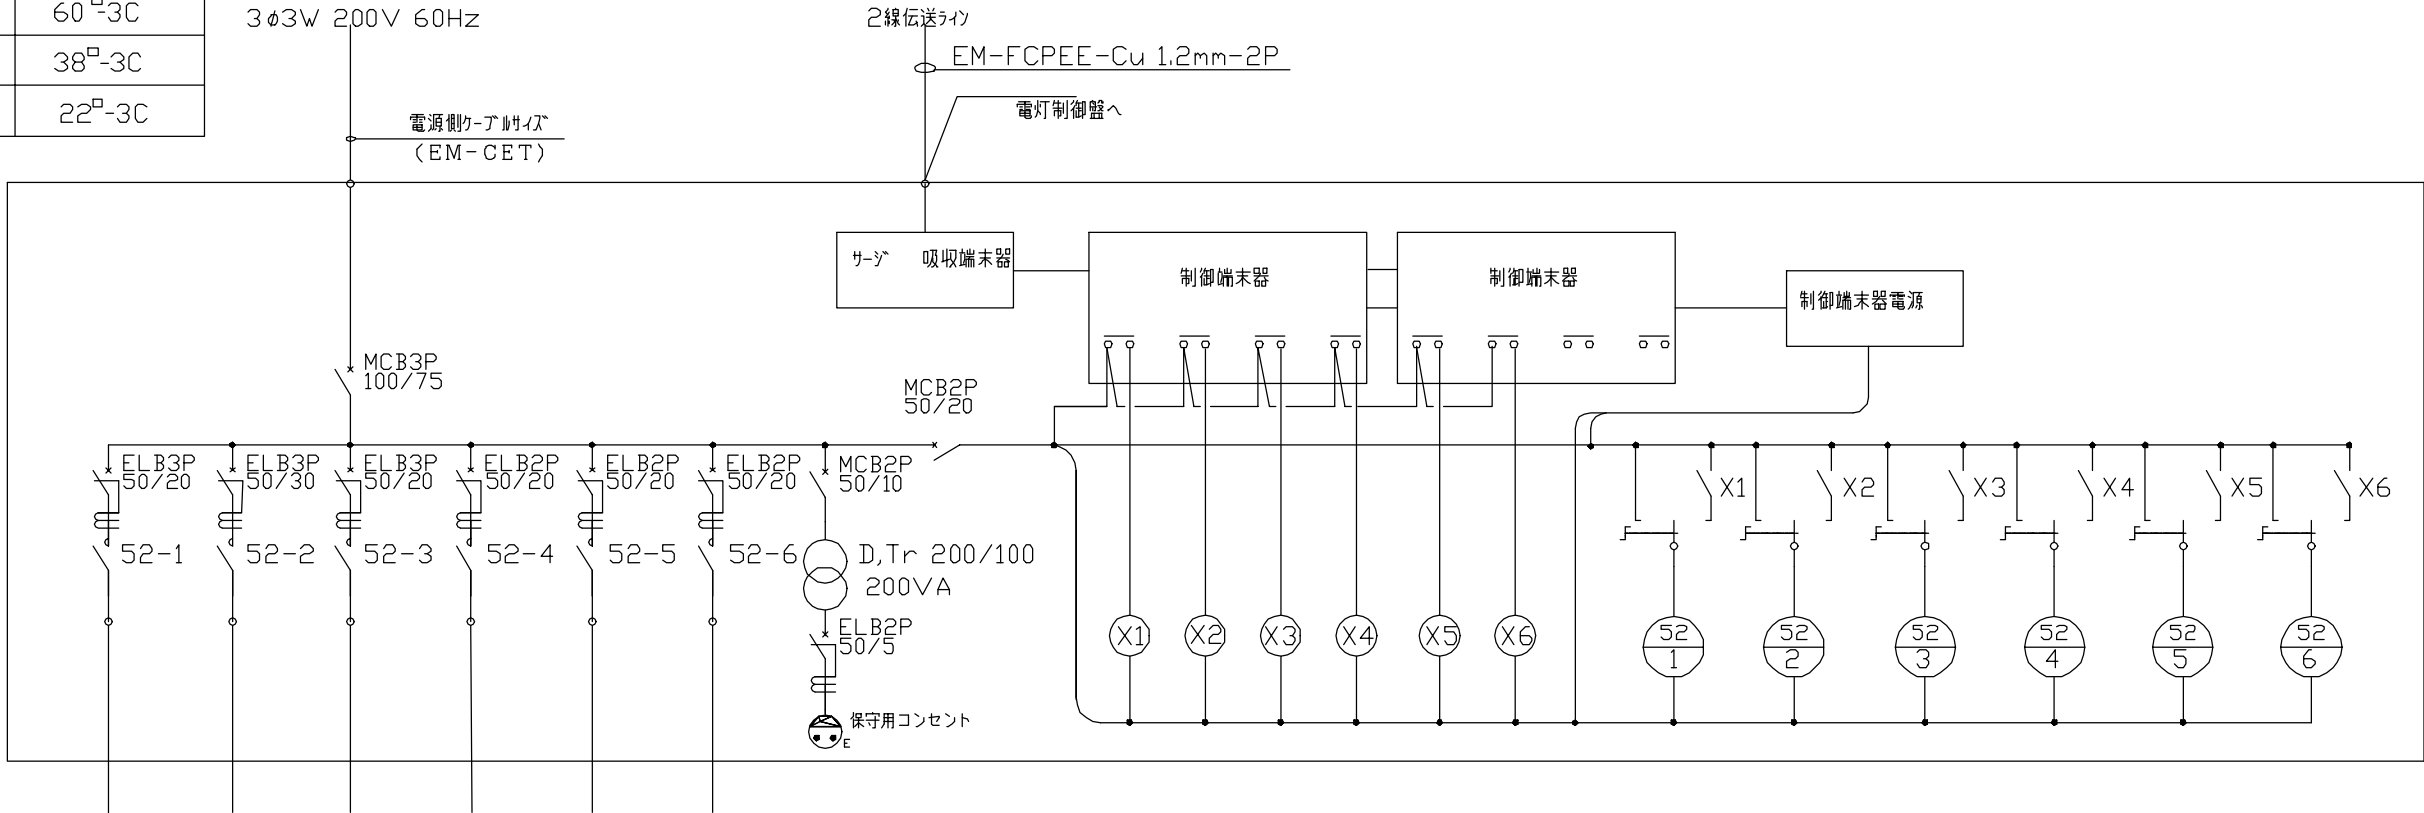 60□-3C
38□-3C
22□-3C
3φ3W 200V 60Hz
2線伝送ライン
EM-FCPEE-Cu 1.2mm-2P
電灯制御盤へ
電源側ケーブルサイズ
(EM-CET)
サージ 吸収端末器
制御端末器
制御端末器
制御端末器電源
MCB3P
100/75
MCB2P
50/20
ELB3P
50/20
ELB3P
50/30
ELB3P
50/20
ELB2P
50/20
ELB2P
50/20
ELB2P
50/20
MCB2P
50/10
X1
X2
X3
X4
X5
X6
52-1
52-2
52-3
52-4
52-5
52-6
D,Tr 200/100
200VA
ELB2P
50/5
保守用コンセント
E
X1
X2
X3
X4
X5
X6
52
1
52
2
52
3
52
4
52
5
52
6